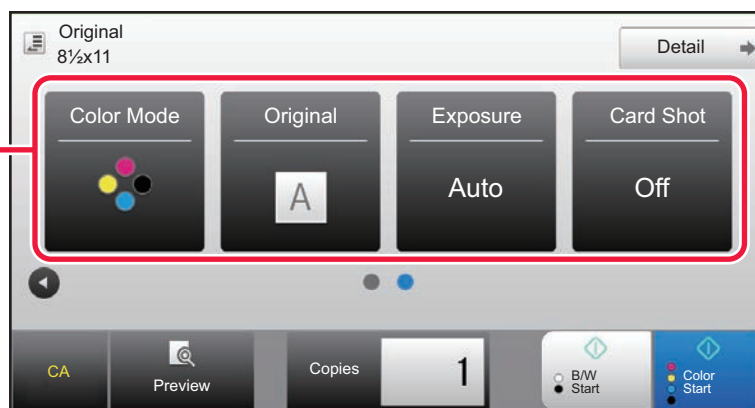 Original
8½x11
Detail
Color Mode
Original
Exposure
Card Shot
A
Auto
Off
CA
Preview
Copies
1
B/W
Start
Color
Start